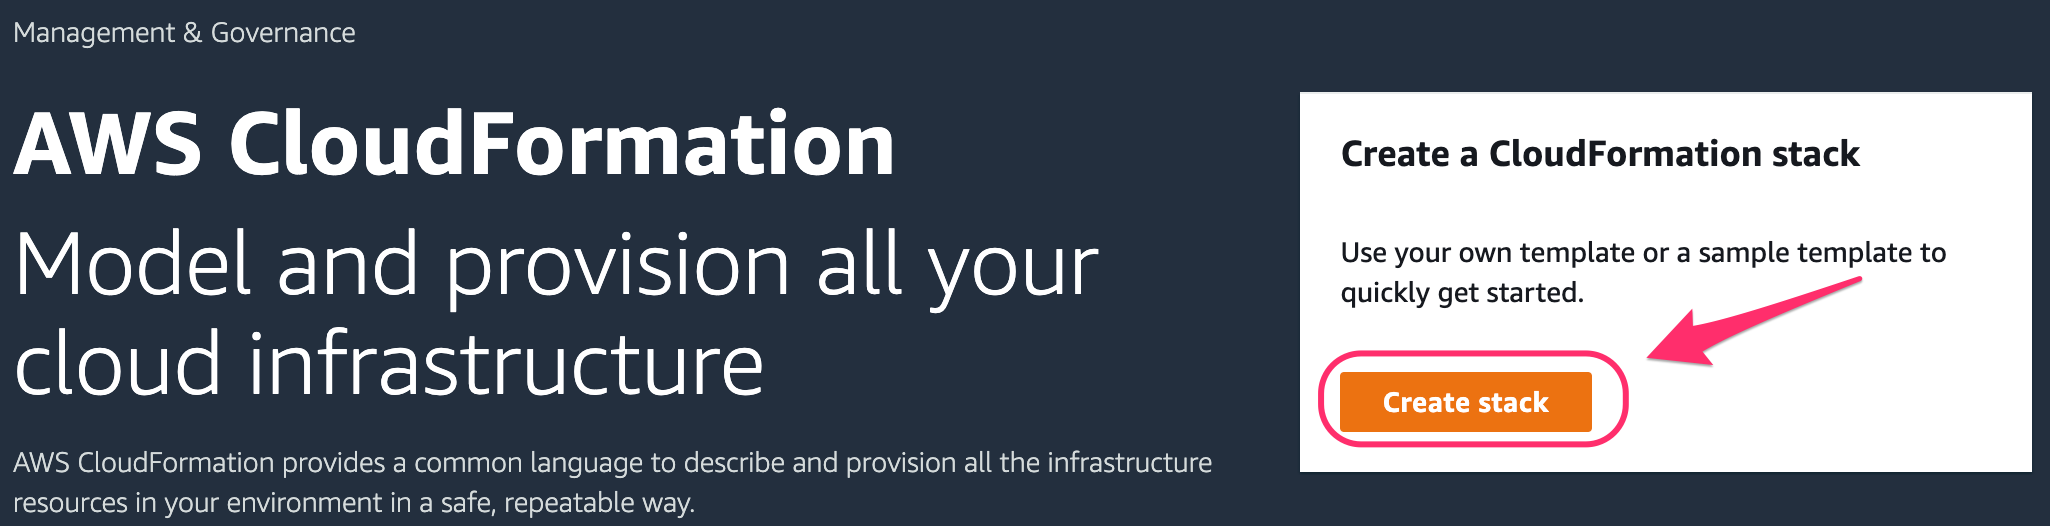 Management & Governance
AWS CloudFormation
Model and provision all your
cloud infrastructure
AWS CloudFormation provides a common language to describe and provision all the infrastructure
resources in your environment in a safe, repeatable way.
Create a CloudFormation stack
Use your own template or a sample template to
quickly get started.
Create stack